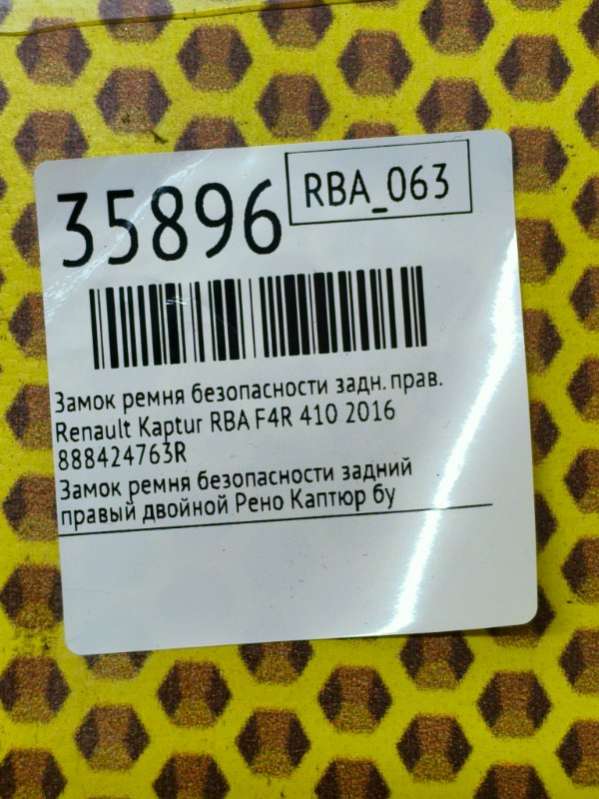 35896
RBA_063
Замок ремня безопасности задн. прав.
Renault Kaptur RBA F4R 410 2016
888424763R
Замок ремня безопасности задний
правый двойной Рено Каптюр бу